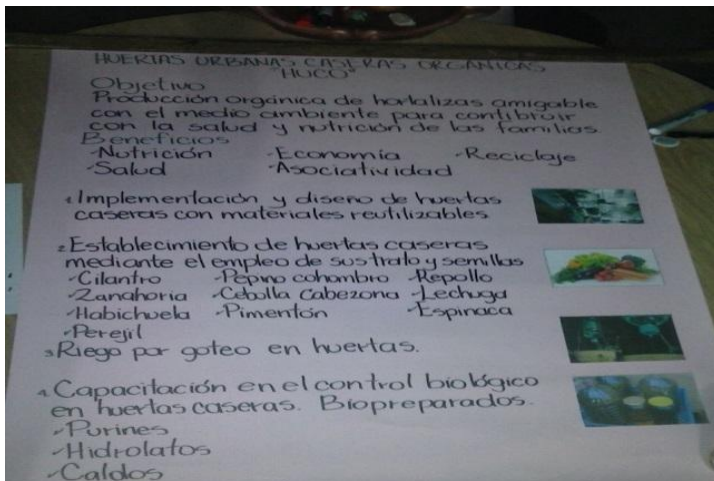 HUERTAS URBANAS CASERAS ORGANICAS
"HUCO"
Objetivo
Producción orgánica de hortalizas amigable
con el medio ambiente para contibruir
con la salud y nutrición de las familias.
Beneficios
-Nutrición -Economía -Reciclaje
-Salud -Asociatividad
1. Implementación y diseño de huertas
caseras con materiales reutilizables
2. Establecimiento de huertas caseras
mediante el empleo de sustrato y semillas
-Cilantro -Pepino cohombro -Repollo
-Zanahoria -Cebolla Cabezona -Lechuga
-Habichuela -Pimentón -Espinaca
-Perejil
3. Riego por goteo en huertas.
4. Capacitación en el control biológico
en huertas caseras. Biopreparados.
-Purines
-Hidrolatos
-Caldos